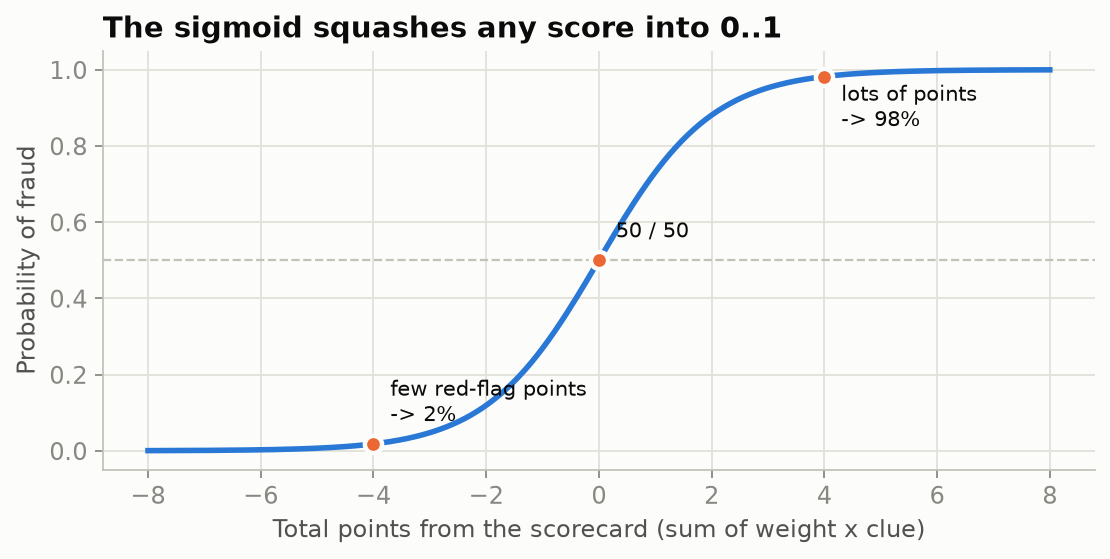 The sigmoid squashes any score into 0..1
1.0
0.8
0.6
0.4
0.2
0.0
Probability of fraud
lots of points
-> 98%
50 / 50
few red-flag points
-> 2%
−8
−6
−4
−2
0
2
4
6
8
Total points from the scorecard (sum of weight x clue)